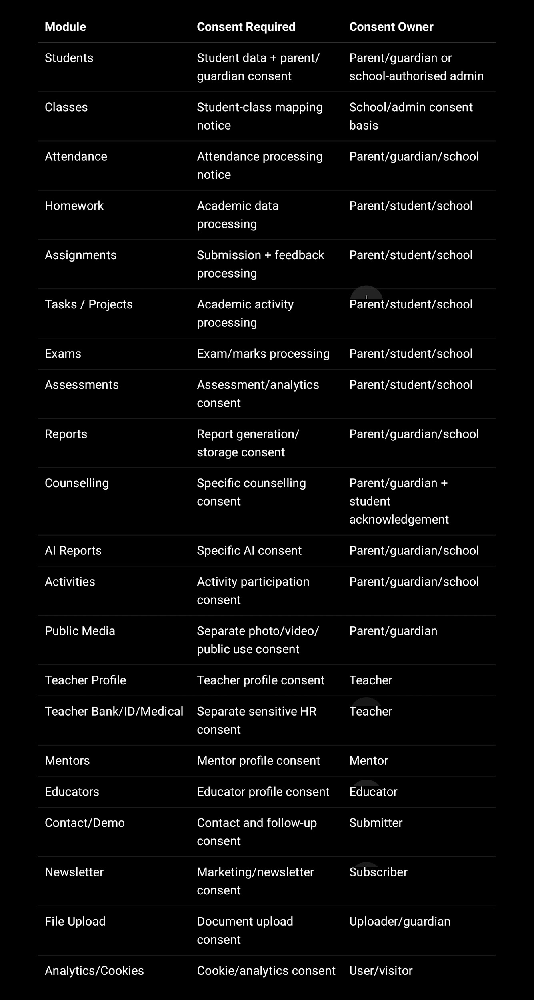 Module Consent Required Consent Owner
Students Student data + parent/ Parent/guardian or
guardian consent school-authorised admin
Classes Student-class mapping School/admin consent
notice basis
Attendance Attendance processing Parent/guardian/school
notice
Homework Academic data Parent/student/school
processing
Assignments Submission + feedback Parent/student/school
processing
Tasks / Projects Academic activity Parent/student/school
processing
Exams Exam/marks processing Parent/student/school
Assessments Assessment/analytics Parent/student/school
consent
Reports Report generation/ Parent/guardian/school
storage consent
Counselling Specific counselling Parent/guardian +
consent student
acknowledgement
AI Reports Specific AI consent Parent/guardian/school
Activities Activity participation Parent/guardian/school
consent
Public Media Separate photo/video/ Parent/guardian
public use consent
Teacher Profile Teacher profile consent Teacher
Teacher Bank/ID/Medical Separate sensitive HR Teacher
consent
Mentors Mentor profile consent Mentor
Educators Educator profile consent Educator
Contact/Demo Contact and follow-up Submitter
consent
Newsletter Marketing/newsletter Subscriber
consent
File Upload Document upload Uploader/guardian
consent
Analytics/Cookies Cookie/analytics consent User/visitor